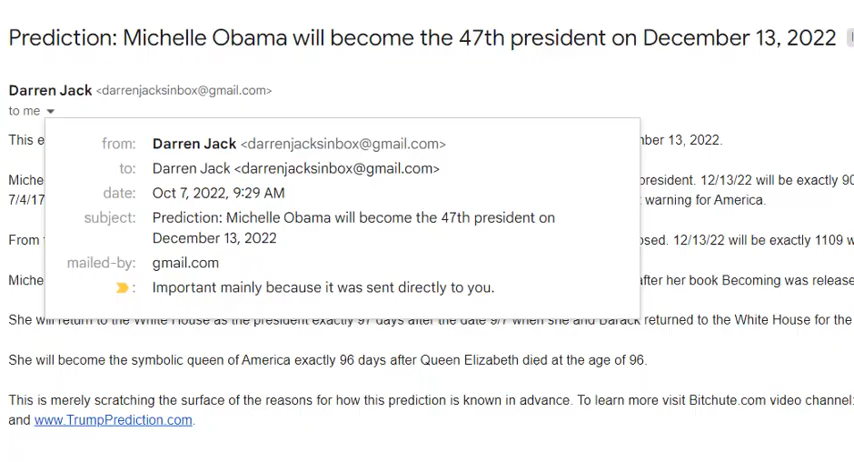 Prediction: Michelle Obama will become the 47th president on December 13, 2022
Darren Jack <darrenjacksinbox@gmail.com>
to me
from: Darren Jack <darrenjacksinbox@gmail.com>
to: Darren Jack <darrenjacksinbox@gmail.com>
date: Oct 7, 2022, 9:29 AM
subject: Prediction: Michelle Obama will become the 47th president on
December 13, 2022
mailed-by: gmail.com
: Important mainly because it was sent directly to you.
This e
ber 13, 2022.
Miche
president. 12/13/22 will be exactly 90
7/4/17
warning for America.
From
osed. 12/13/22 will be exactly 1109 w
Miche
after her book Becoming was release
She will return to the White House as the president exactly 97 days after the date 9/7 when she and Barack returned to the White House for the
She will become the symbolic queen of America exactly 96 days after Queen Elizabeth died at the age of 96.
This is merely scratching the surface of the reasons for how this prediction is known in advance. To learn more visit Bitchute.com video channel:
and www.TrumpPrediction.com.